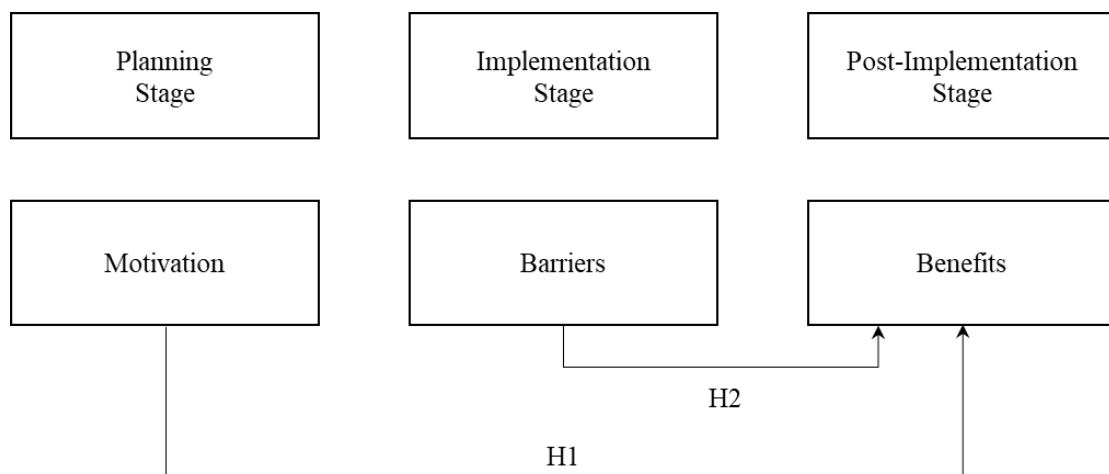 Planning
Stage
Implementation
Stage
Post-Implementation
Stage
Motivation
Barriers
Benefits
H2
H1